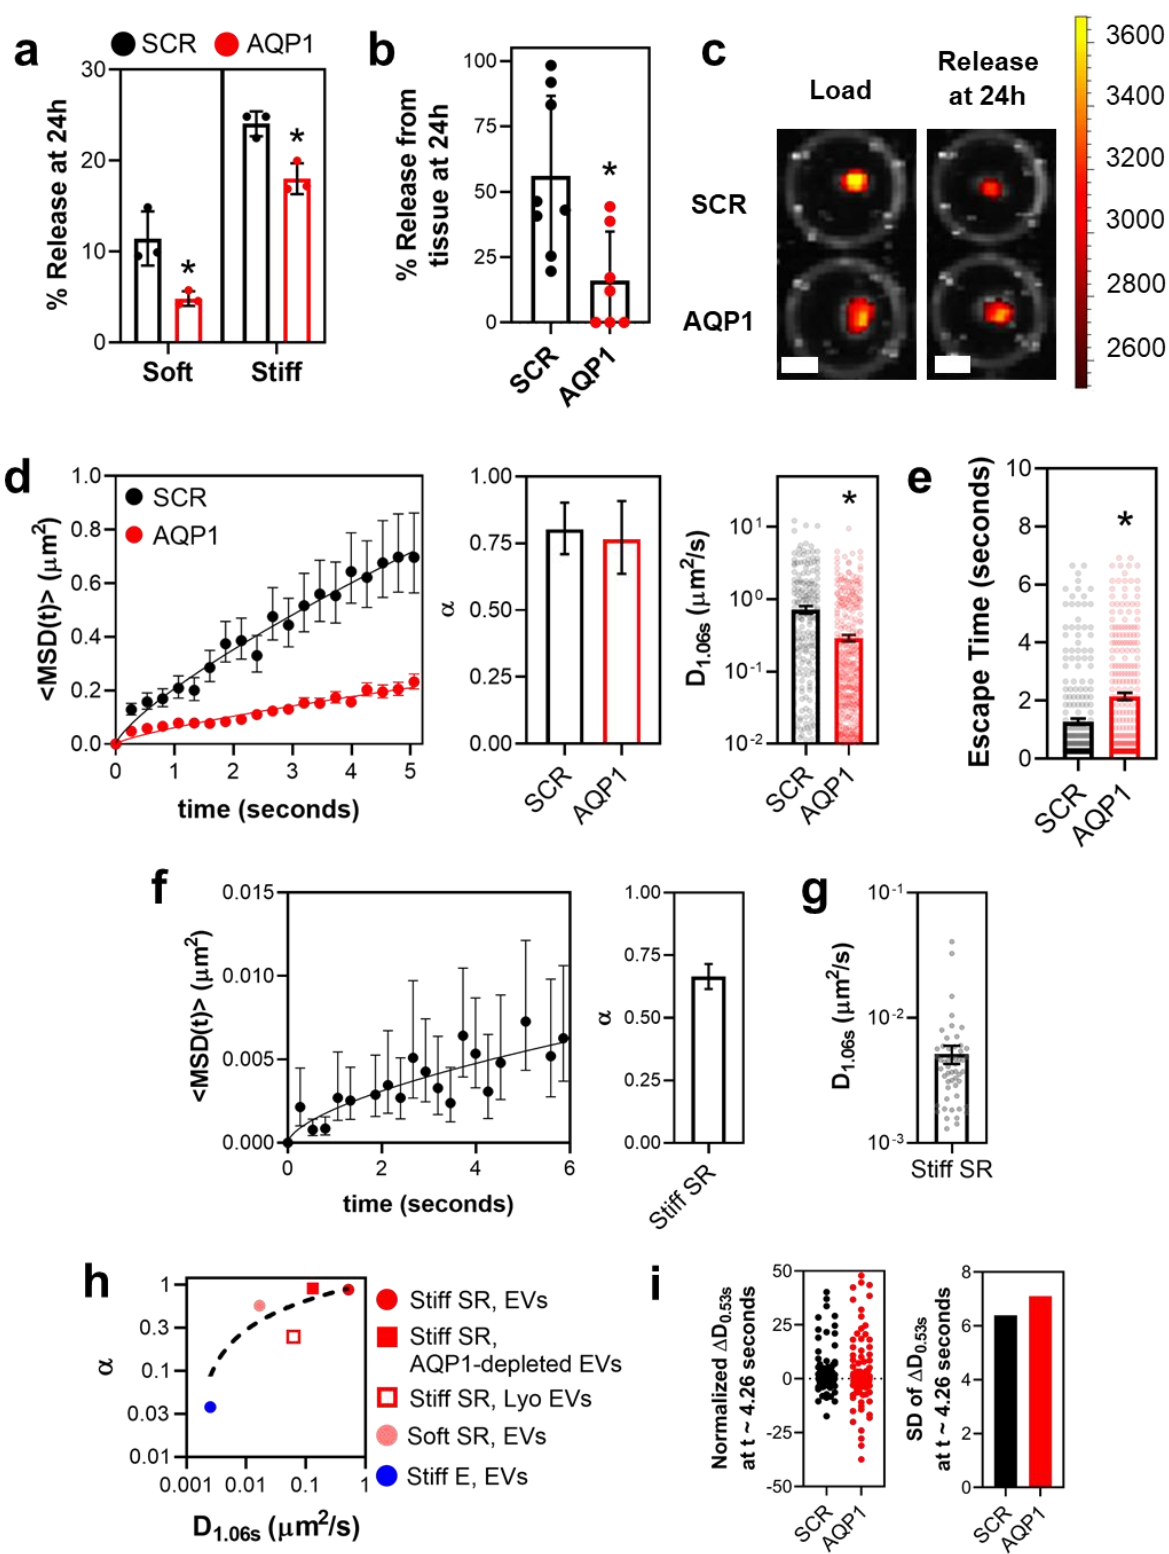 a
SCR AQP1
% Release at 24h
30
20
10
0
Soft Stiff
b
% Release from
tissue at 24h
100
75
50
25
0
*
*
*
SCR
AQP1
c
Load
Release
at 24h
SCR
AQP1
3600
3400
3200
3000
2800
2600
d
<MSD(t)> (μm²)
1.0
0.8
0.6
0.4
0.2
0.0
SCR
AQP1
0 1 2 3 4 5
time (seconds)
α
1.00
0.75
0.50
0.25
0.00
SCR
AQP1
D1.06s (μm²/s)
10¹
10⁰
10⁻¹
10⁻²
*
SCR
AQP1
e
Escape Time (seconds)
10
8
6
4
2
0
*
SCR
AQP1
f
<MSD(t)> (μm²)
0.015
0.010
0.005
0.000
0 2 4 6
time (seconds)
α
1.00
0.75
0.50
0.25
0.00
Stiff SR
g
D1.06s (μm²/s)
10⁻¹
10⁻²
10⁻³
Stiff SR
h
α
1
0.3
0.1
0.03
0.01
0.001 0.01 0.1 1
D1.06s (μm²/s)
Stiff SR, EVs
Stiff SR,
AQP1-depleted EVs
Stiff SR, Lyo EVs
Soft SR, EVs
Stiff E, EVs
i
Normalized ΔD0.53s
at t ~ 4.26 seconds
50
25
0
-25
-50
SCR
AQP1
SD of ΔD0.53s
at t ~ 4.26 seconds
8
6
4
2
0
SCR
AQP1